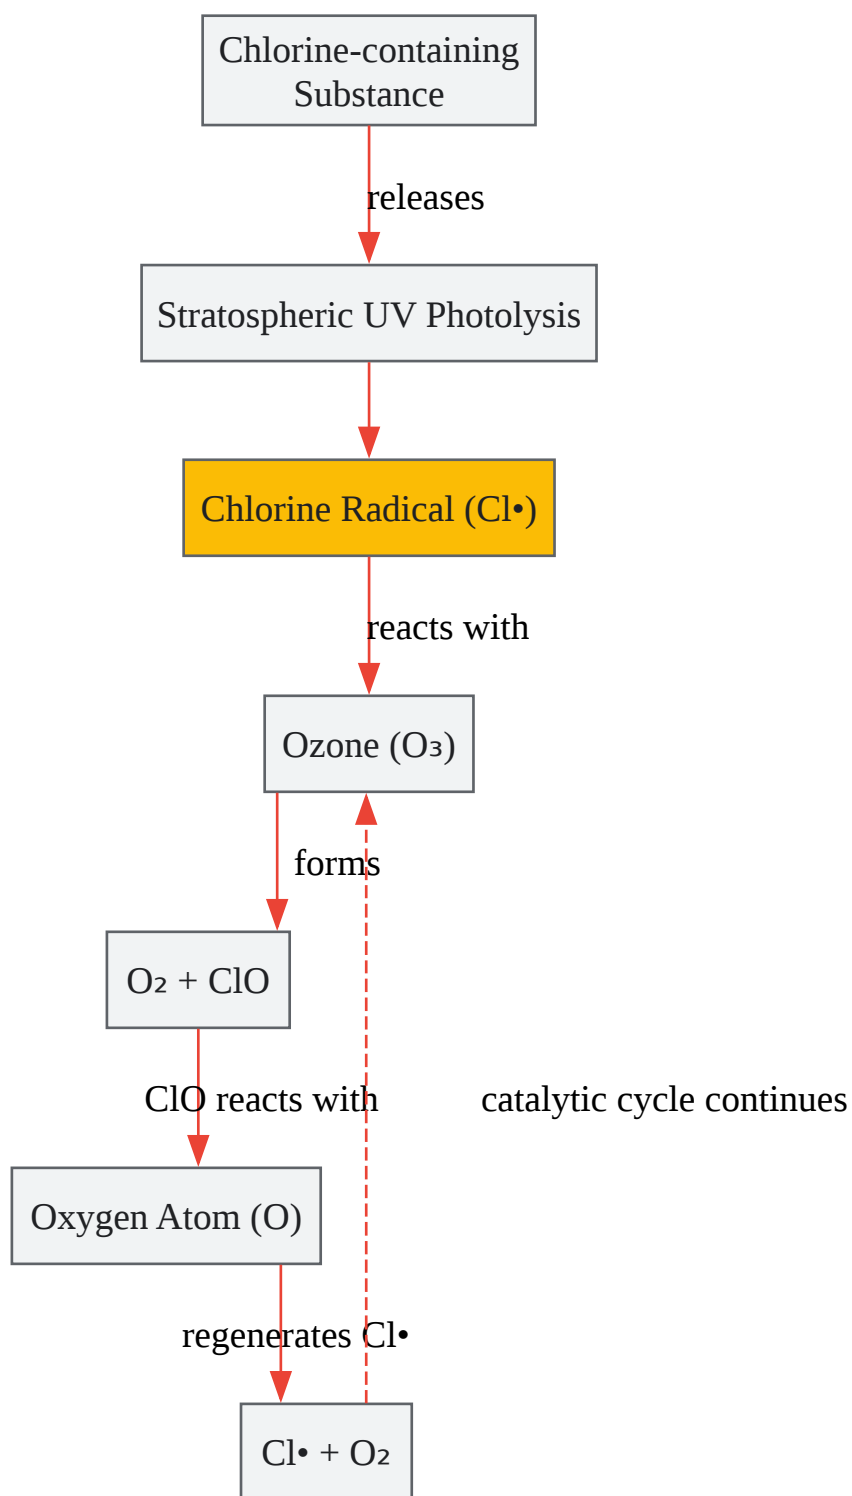 Chlorine-containing
Substance
releases
Stratospheric UV Photolysis
Chlorine Radical (Cl•)
reacts with
Ozone (O₃)
forms
O₂ + ClO
ClO reacts with
catalytic cycle continues
Oxygen Atom (O)
regenerates Cl•
Cl• + O₂